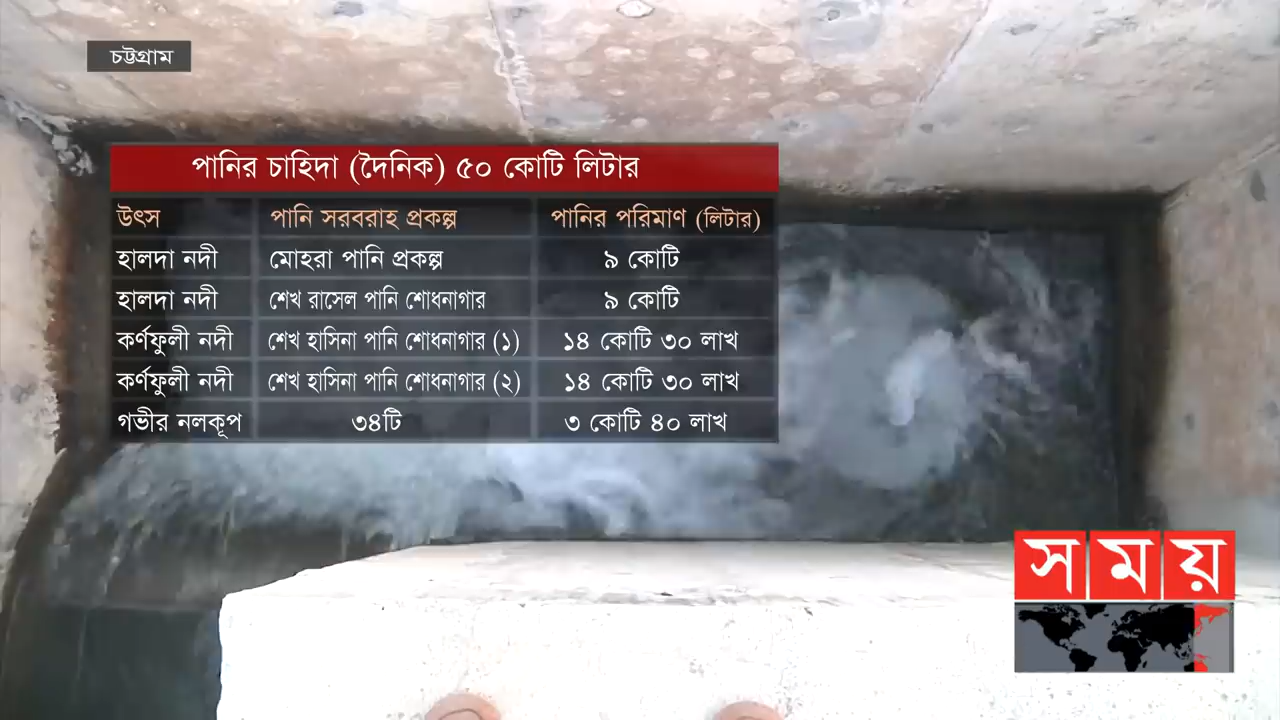 চট্টগ্রাম
পানির চাহিদা (দৈনিক) ৫০ কোটি লিটার
উৎস পানি সরবরাহ প্রকল্প পানির পরিমাণ (লিটার)
হালদা নদী মোহরা পানি প্রকল্প ৯ কোটি
হালদা নদী শেখ রাসেল পানি শোধনাগার ৯ কোটি
কর্ণফুলী নদী শেখ হাসিনা পানি শোধনাগার (১) ১৪ কোটি ৩০ লাখ
কর্ণফুলী নদী শেখ হাসিনা পানি শোধনাগার (২) ১৪ কোটি ৩০ লাখ
গভীর নলকূপ ৩৪টি ৩ কোটি ৪০ লাখ
সময়